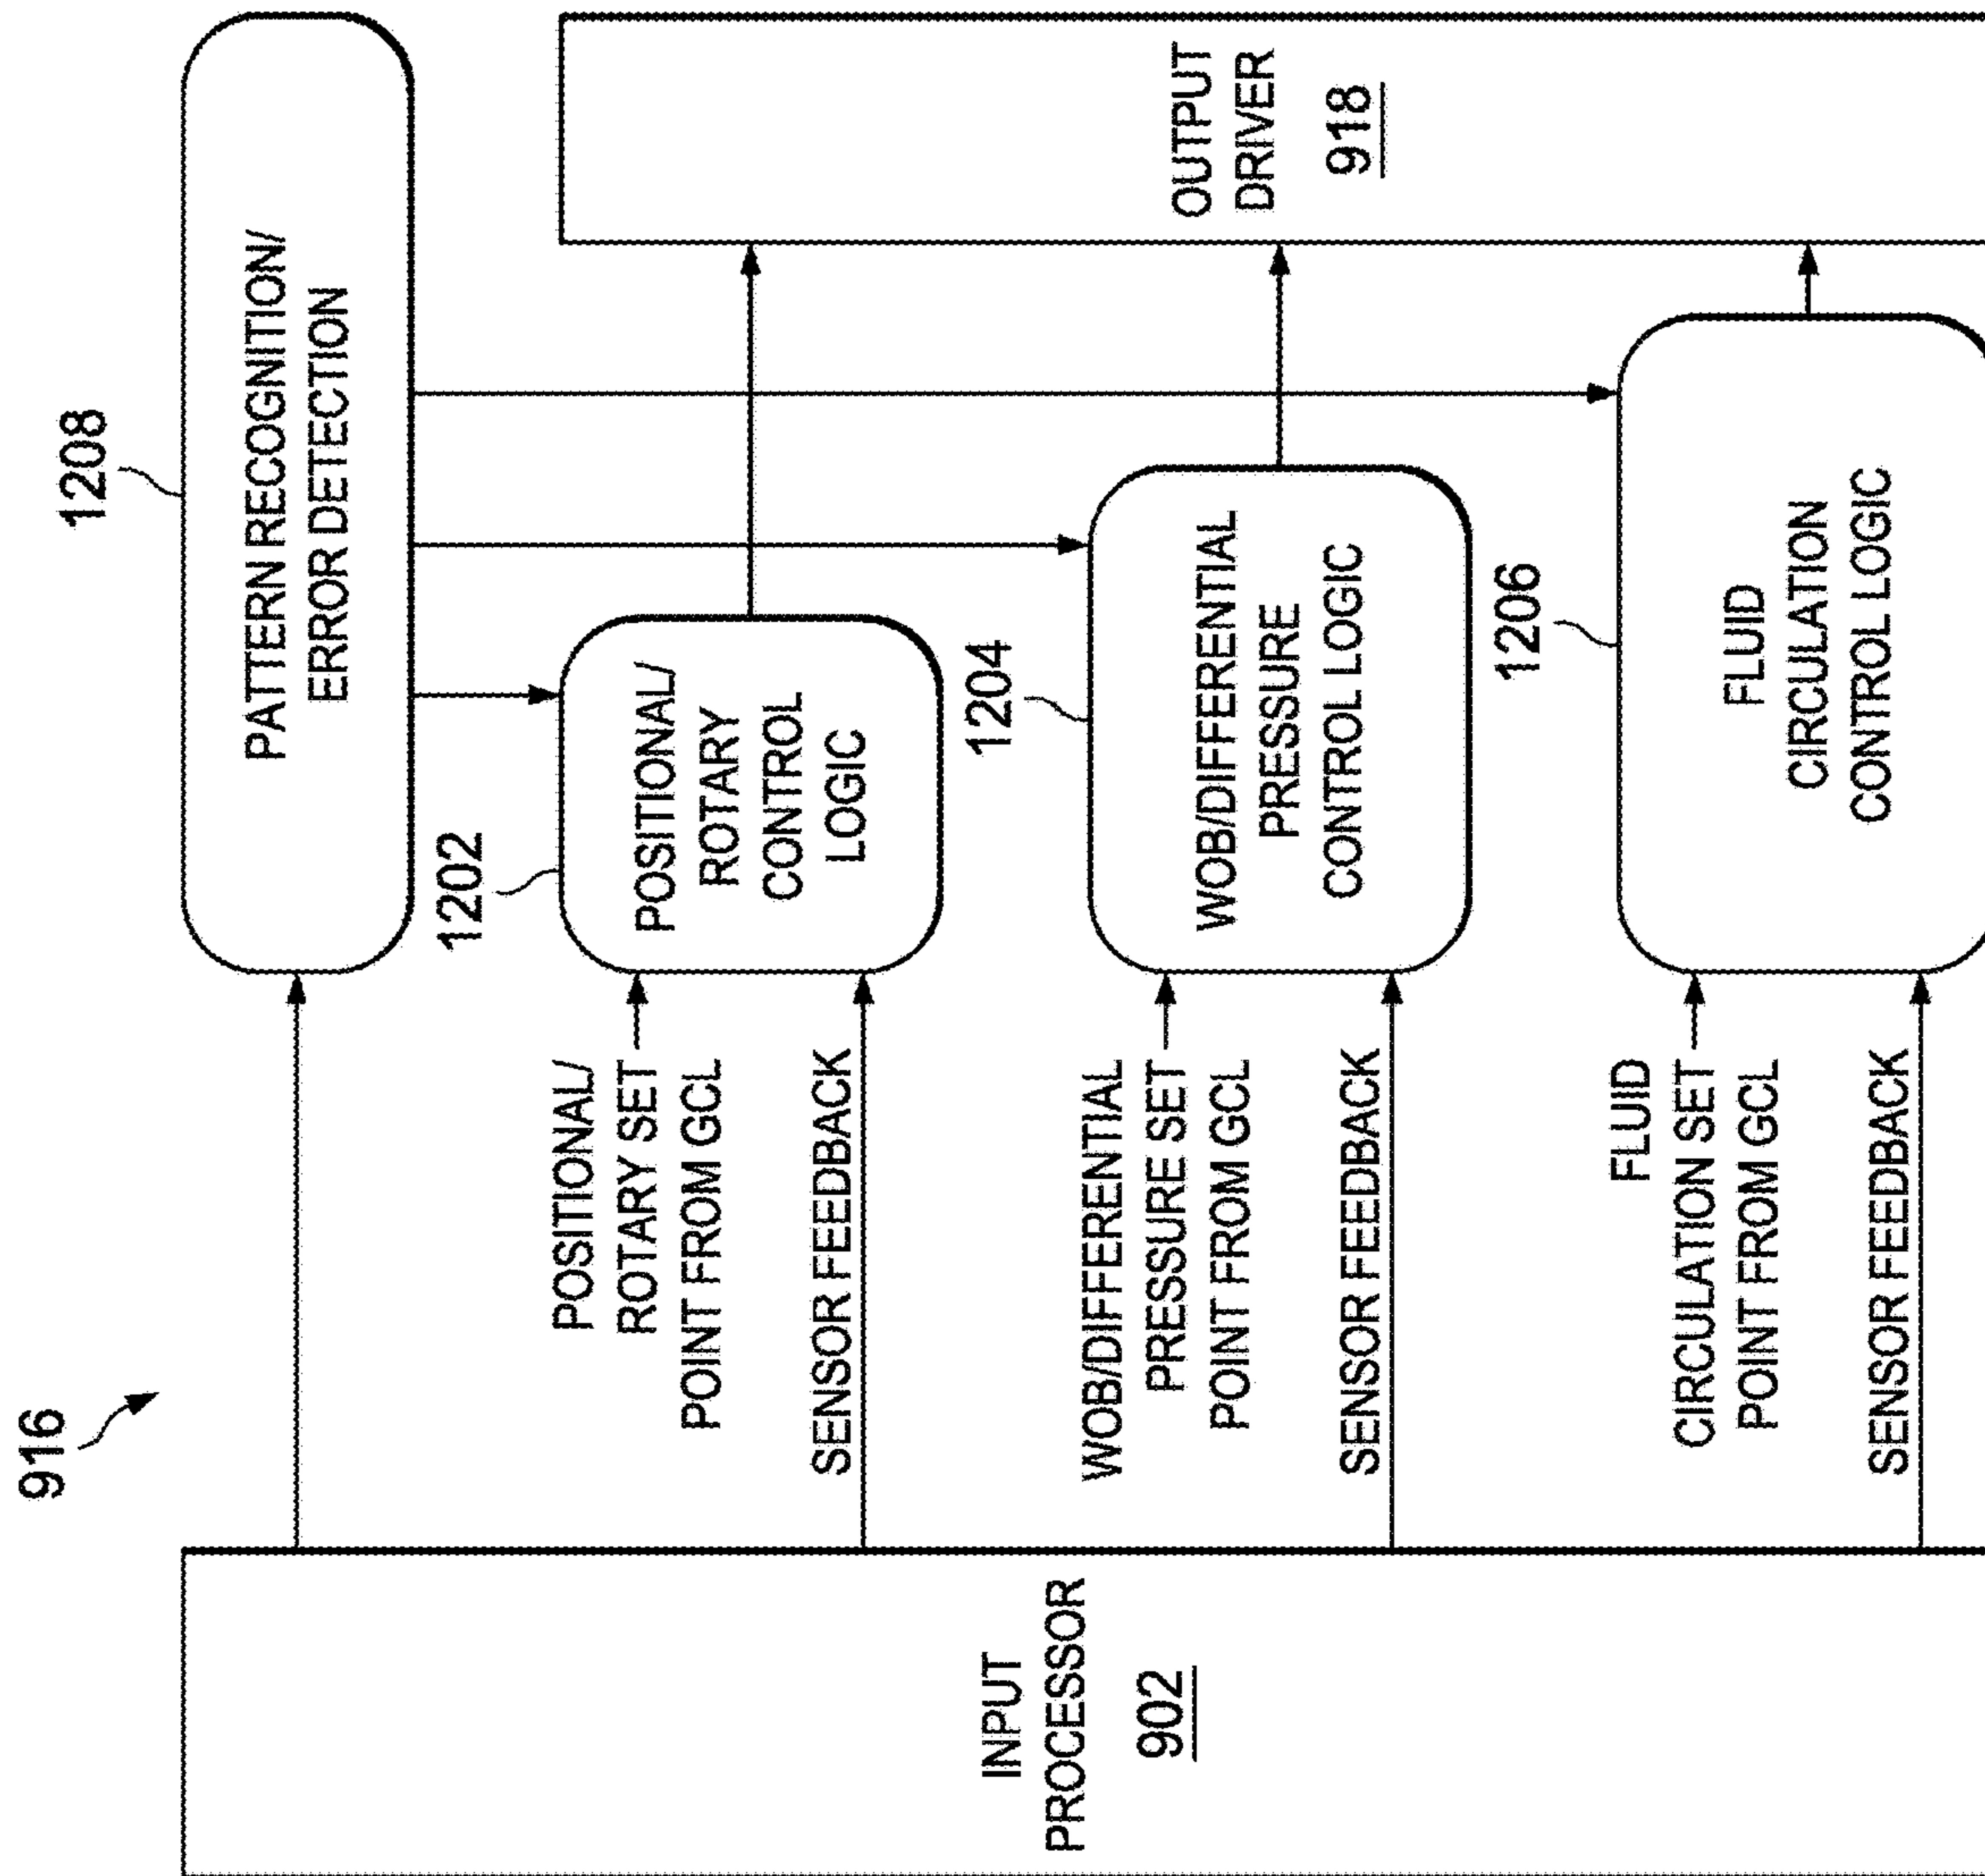 916
1208
PATTERN RECOGNITION/
ERROR DETECTION
INPUT
PROCESSOR
902
POSITIONAL/
ROTARY SET
POINT FROM GCL
SENSOR FEEDBACK
1202
POSITIONAL/
ROTARY
CONTROL
LOGIC
WOB/DIFFERENTIAL
PRESSURE SET
POINT FROM GCL
SENSOR FEEDBACK
1204
WOB/DIFFERENTIAL
PRESSURE
CONTROL LOGIC
FLUID
CIRCULATION SET
POINT FROM GCL
SENSOR FEEDBACK
1206
FLUID
CIRCULATION
CONTROL LOGIC
OUTPUT
DRIVER
918